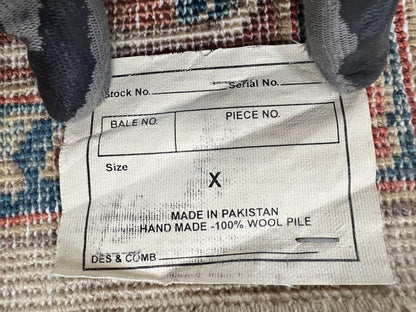 Stock No. Serial No.
BALE NO. PIECE NO.
Size
X
MADE IN PAKISTAN
HAND MADE -100% WOOL PILE
DES & COMB